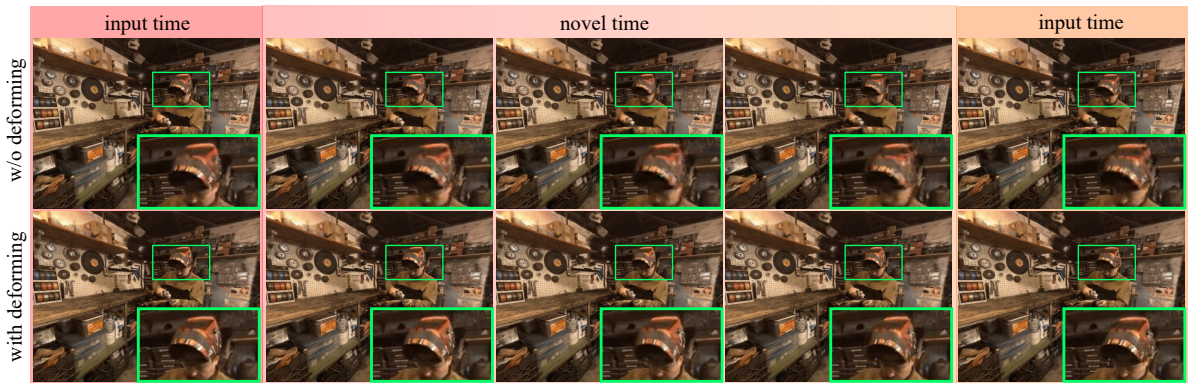 input time
novel time
input time
w/o deforming
with deforming